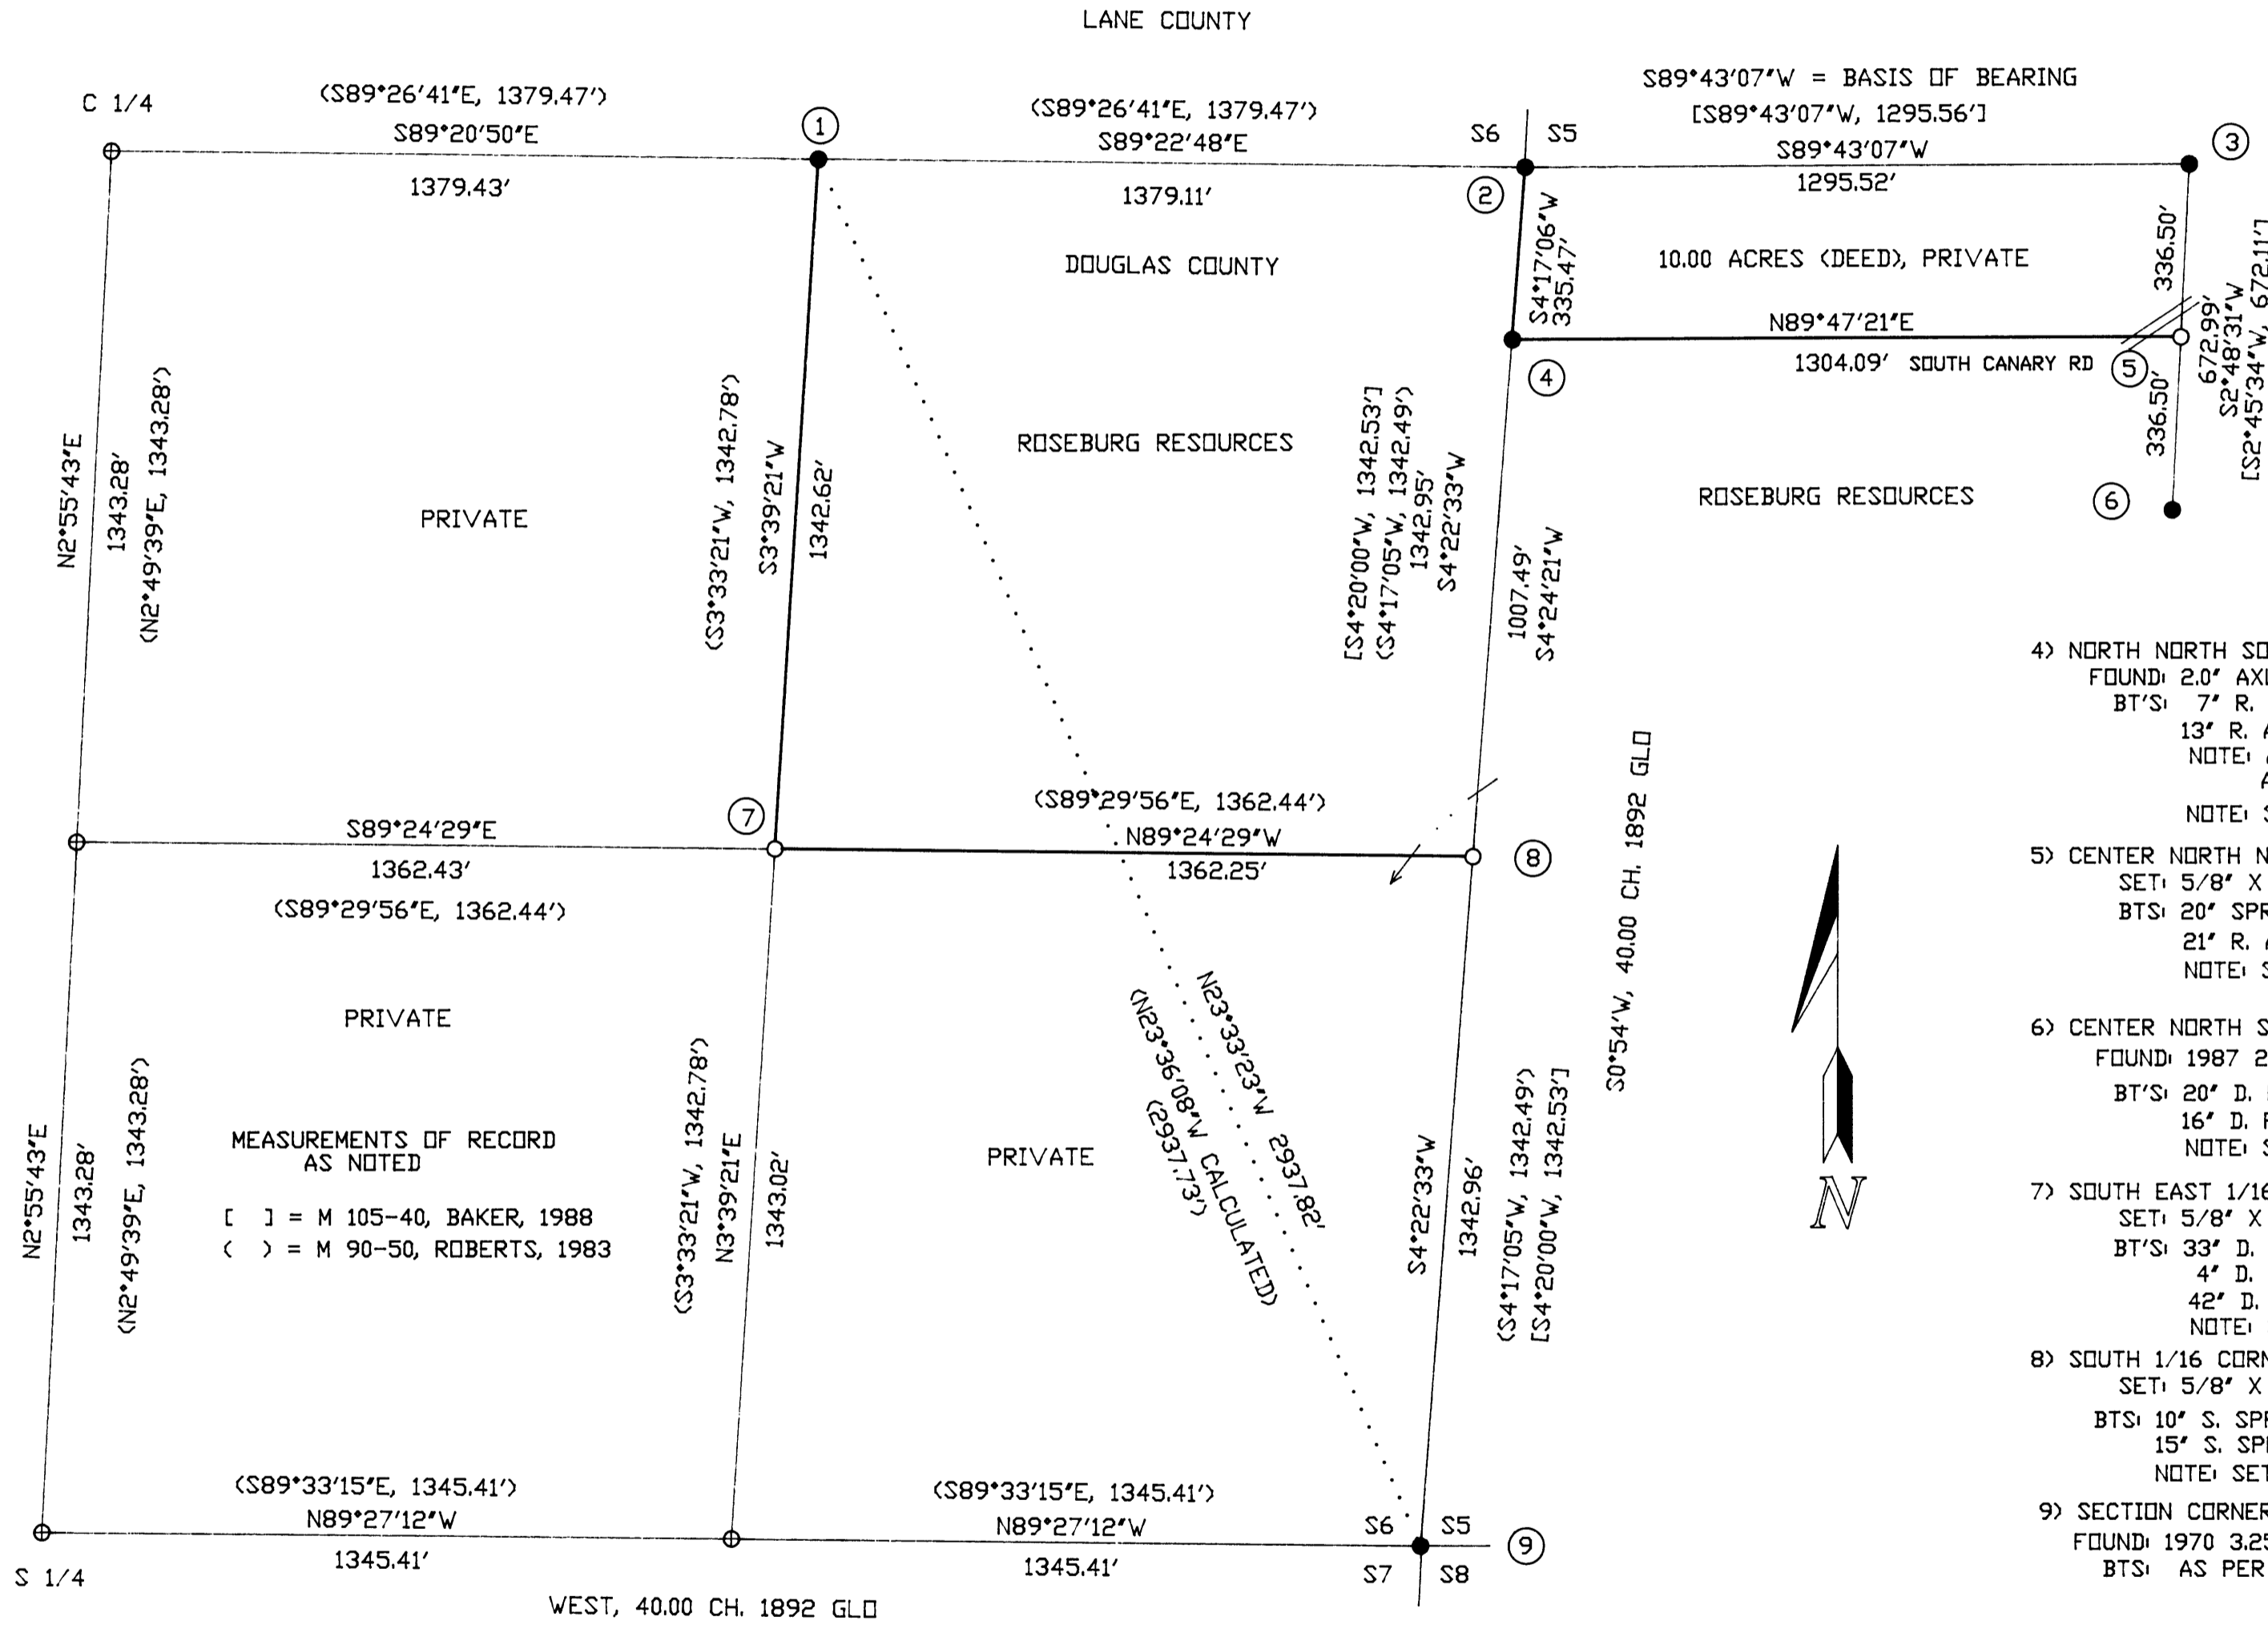 LANE COUNTY
S89°43'07"W = BASIS OF BEARING
[S89°43'07"W, 1295.56']
C 1/4
(S89°26'41"E, 1379.47')
S89°20'50"E
1379.43'
1
(S89°26'41"E, 1379.47')
S89°22'48"E
1379.11'
S6 S5
2
S89°43'07"W
1295.52'
3
DOUGLAS COUNTY
S4°17'06"W
335.47'
10.00 ACRES (DEED), PRIVATE
336.50'
N89°47'21"E
1304.09' SOUTH CANARY RD
4
5
672.99'
S2°48'31"W
[S2°45'34"W, 672.11']
336.50'
6
N2°55'43"E
1343.28'
(N2°49'39"E, 1343.28')
PRIVATE
(S3°33'21"W, 1342.78')
S3°39'21"W
1342.62'
ROSEBURG RESOURCES
[S4°20'00"W, 1342.53']
(S4°17'05"W, 1342.49')
1342.95'
S4°22'33"W
1007.49'
S4°24'21"W
ROSEBURG RESOURCES
7
S89°24'29"E
1362.43'
(S89°29'56"E, 1362.44')
(S89°29'56"E, 1362.44')
N89°24'29"W
1362.25'
8
S0°54'W, 40.00 CH. 1892 GLO
PRIVATE
N2°55'43"E
1343.28'
(N2°49'39"E, 1343.28')
MEASUREMENTS OF RECORD
AS NOTED
[ ] = M 105-40, BAKER, 1988
( ) = M 90-50, ROBERTS, 1983
(S3°33'21"W, 1342.78')
N3°39'21"E
1343.02'
PRIVATE
N23°33'23"W 2937.82'
(N23°36'08"W CALCULATED)
(2937.73')
S4°22'33"W
1342.96'
(S4°17'05"W, 1342.49')
[S4°20'00"W, 1342.53']
N
(S89°33'15"E, 1345.41')
N89°27'12"W
1345.41'
S 1/4
(S89°33'15"E, 1345.41')
N89°27'12"W
1345.41'
S6 S5
S7 S8
9
WEST, 40.00 CH. 1892 GLO
4) NORTH NORTH
FOUND: 2.0"
BT'S: 7" R.
13" R.
NOTE:
NOTE:
5) CENTER NORTH
SET: 5/8" X
BTS: 20"
21" R.
NOTE:
6) CENTER NORTH
FOUND: 1987
BT'S: 20" D.
16" D.
NOTE:
7) SOUTH EAST 1/16
SET: 5/8" X
BT'S: 33" D.
4" D.
42" D.
NOTE:
8) SOUTH 1/16
SET: 5/8" X
BTS: 10" S.
15" S.
NOTE: SET
9) SECTION CORNER
FOUND: 1970
BTS: AS PER